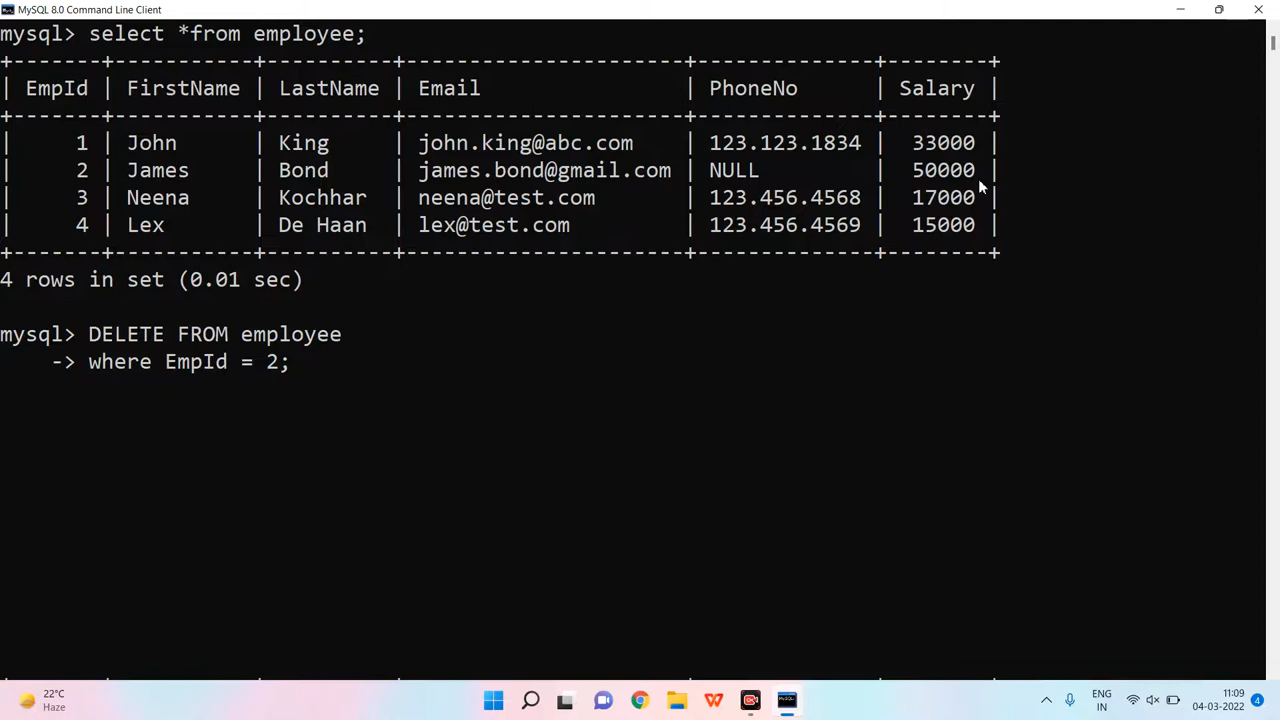 MySQL 8.0 Command Line Client
mysql> select *from employee;
+-------+-----------+----------+----------------------+--------------+--------+
| EmpId | FirstName | LastName | Email                | PhoneNo      | Salary |
+-------+-----------+----------+----------------------+--------------+--------+
|     1 | John      | King     | john.king@abc.com    | 123.123.1834 |  33000 |
|     2 | James     | Bond     | james.bond@gmail.com | NULL         |  50000 |
|     3 | Neena     | Kochhar  | neena@test.com       | 123.456.4568 |  17000 |
|     4 | Lex       | De Haan  | lex@test.com         | 123.456.4569 |  15000 |
+-------+-----------+----------+----------------------+--------------+--------+
4 rows in set (0.01 sec)
mysql> DELETE FROM employee
    -> where EmpId = 2;
22°C
Haze
ENG
IN
11:09
04-03-2022
4